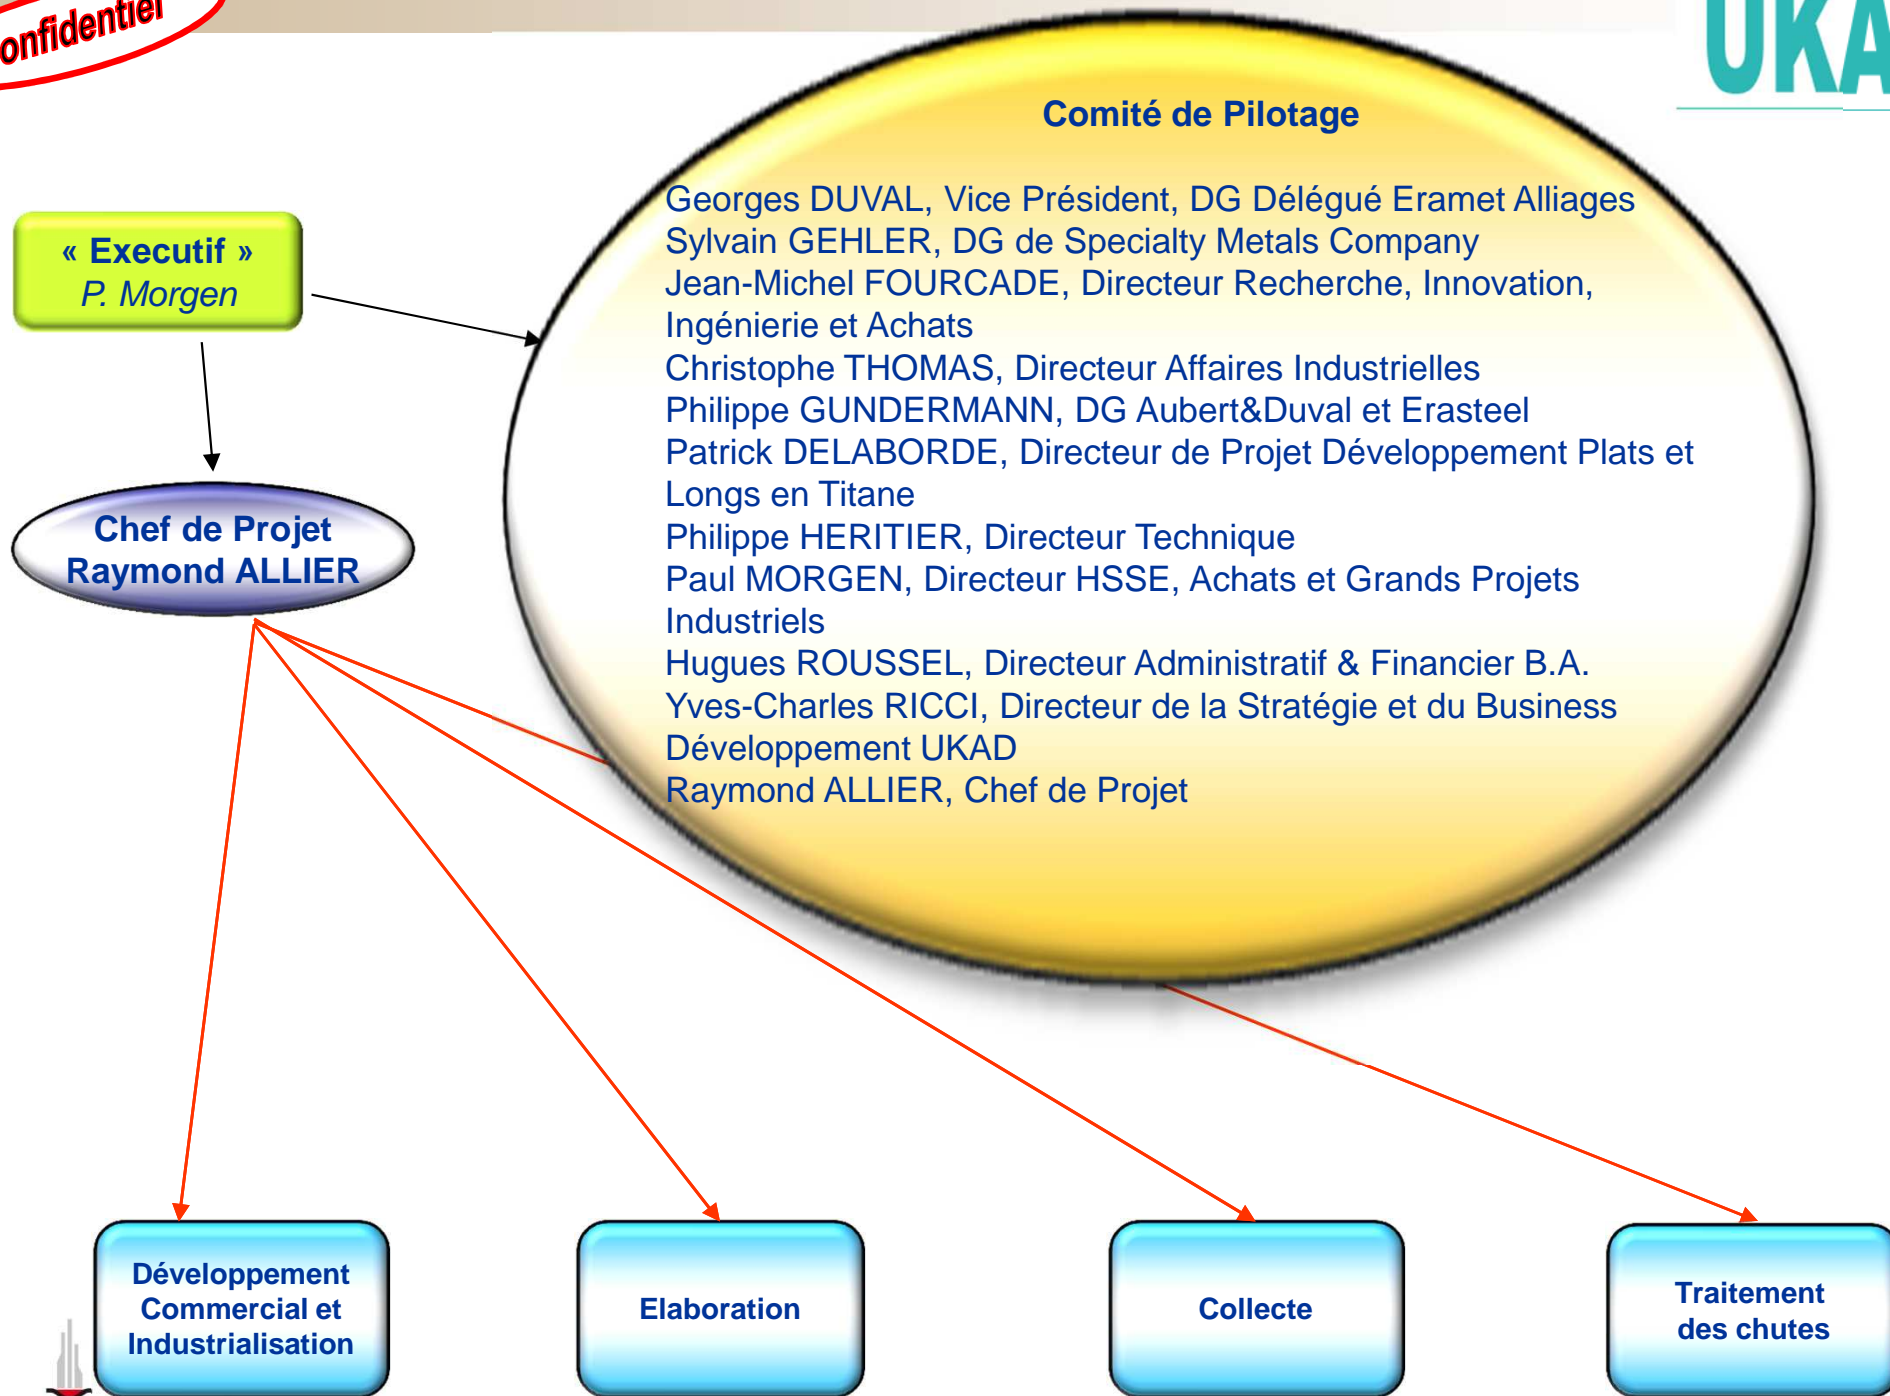 onfidentiel
UKA
Comité de Pilotage
Georges DUVAL, Vice Président, DG Délégué Eramet Alliages
Sylvain GEHLER, DG de Specialty Metals Company
Jean-Michel FOURCADE, Directeur Recherche, Innovation,
Ingénierie et Achats
Christophe THOMAS, Directeur Affaires Industrielles
Philippe GUNDERMANN, DG Aubert&Duval et Erasteel
Patrick DELABORDE, Directeur de Projet Développement Plats et
Longs en Titane
Philippe HERITIER, Directeur Technique
Paul MORGEN, Directeur HSSE, Achats et Grands Projets
Industriels
Hugues ROUSSEL, Directeur Administratif & Financier B.A.
Yves-Charles RICCI, Directeur de la Stratégie et du Business
Développement UKAD
Raymond ALLIER, Chef de Projet
« Executif »
P. Morgen
Chef de Projet
Raymond ALLIER
Développement
Commercial et
Industrialisation
Elaboration
Collecte
Traitement
des chutes